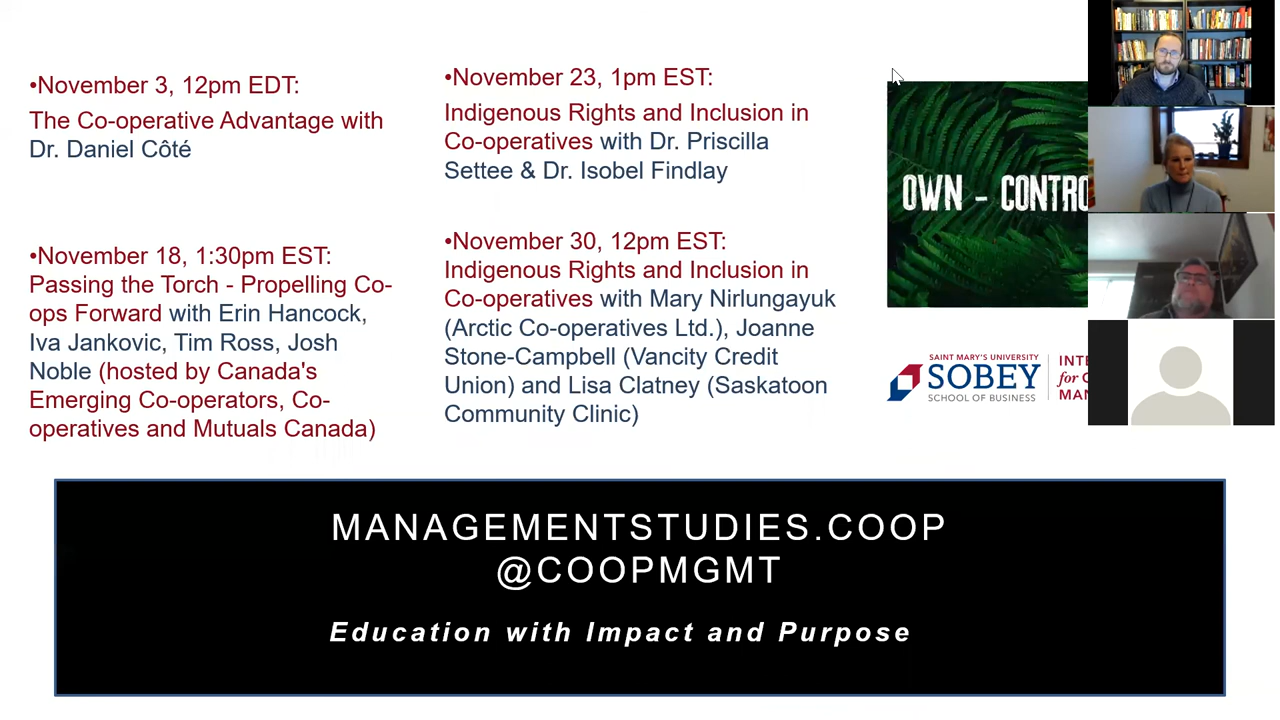 •November 3, 12pm EDT:
The Co-operative Advantage with
Dr. Daniel Côté
•November 18, 1:30pm EST:
Passing the Torch - Propelling Co-
ops Forward with Erin Hancock,
Iva Jankovic, Tim Ross, Josh
Noble (hosted by Canada's
Emerging Co-operators, Co-
operatives and Mutuals Canada)
•November 23, 1pm EST:
Indigenous Rights and Inclusion in
Co-operatives with Dr. Priscilla
Settee & Dr. Isobel Findlay
•November 30, 12pm EST:
Indigenous Rights and Inclusion in
Co-operatives with Mary Nirlungayuk
(Arctic Co-operatives Ltd.), Joanne
Stone-Campbell (Vancity Credit
Union) and Lisa Clatney (Saskatoon
Community Clinic)
OWN - CONTRO
SAINT MARY'S UNIVERSITY
SOBEY
SCHOOL OF BUSINESS
INTE
for C
MAN
MANAGEMENTSTUDIES.COOP
@COOPMGMT
Education with Impact and Purpose